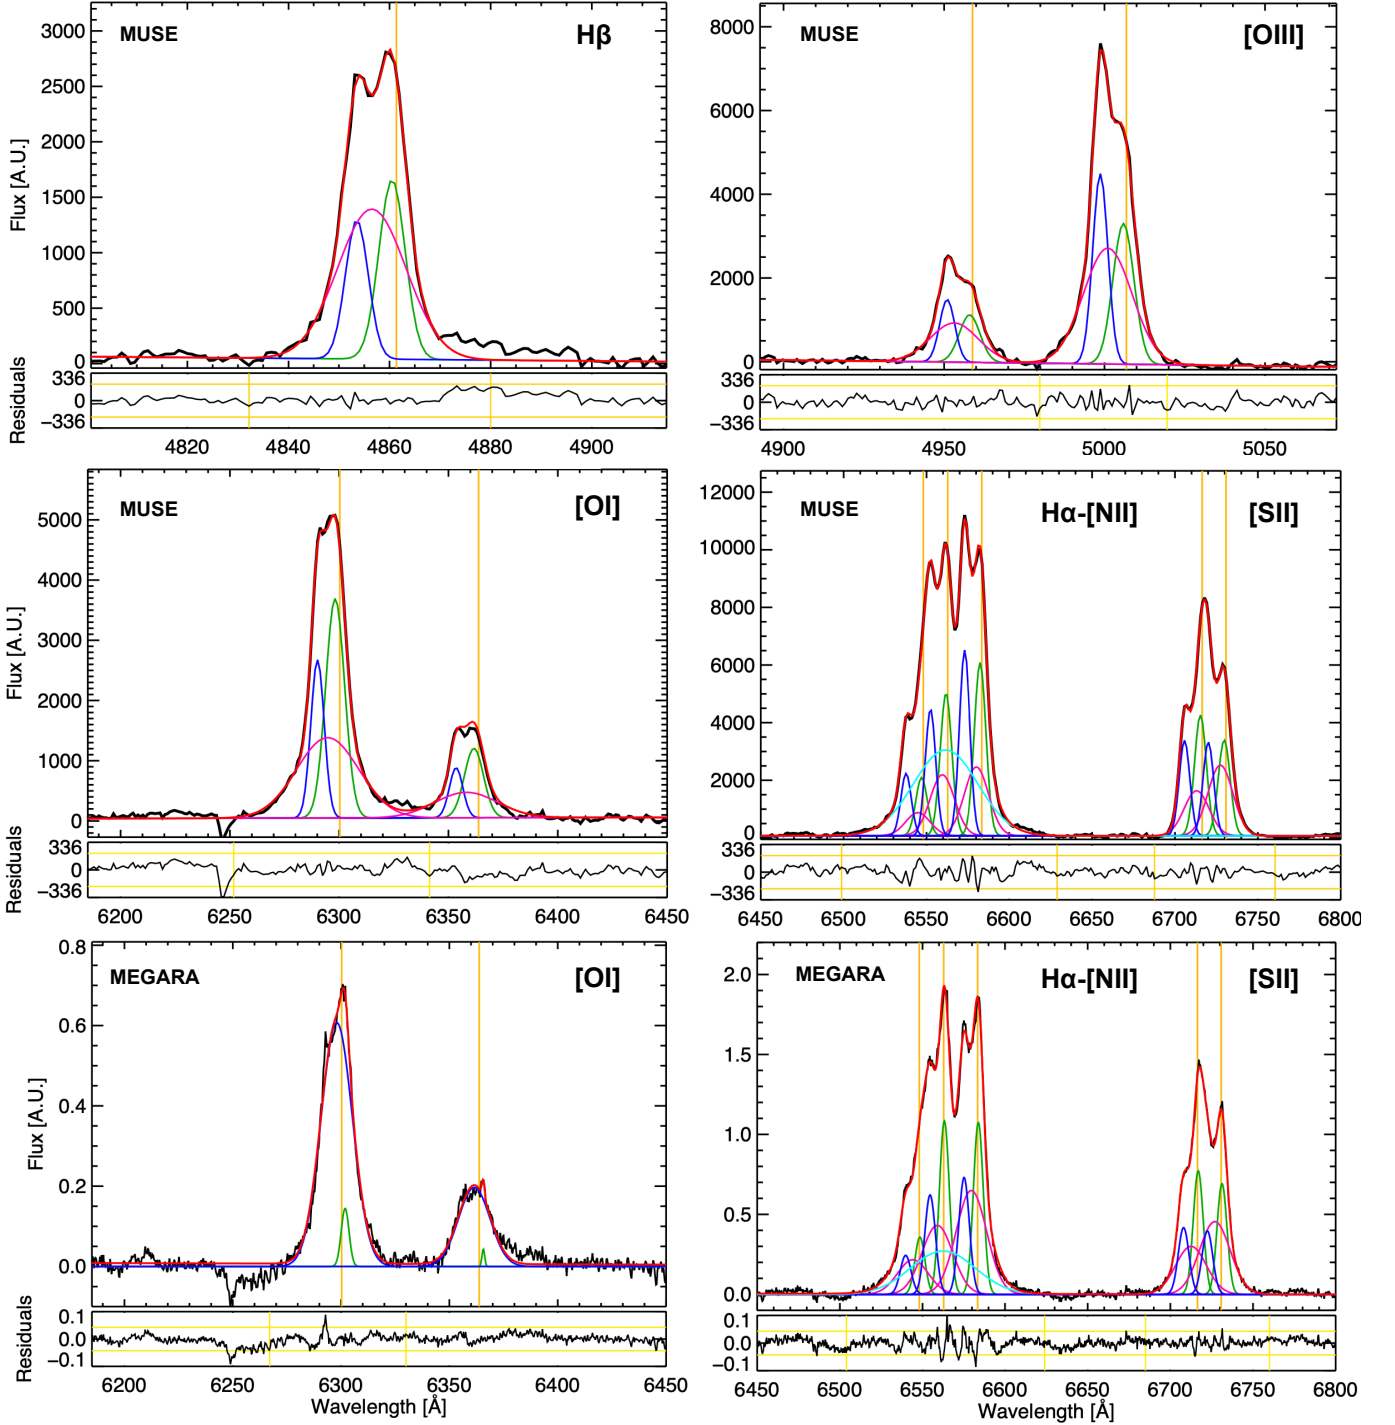 MUSE Hβ
3000
2500
2000
1500
1000
500
0
Flux [A.U.]
336
0
−336
Residuals
4820 4840 4860 4880 4900
MUSE [OIII]
8000
6000
4000
2000
0
336
0
−336
4900 4950 5000 5050
MUSE [OI]
5000
4000
3000
2000
1000
0
Flux [A.U.]
336
0
−336
Residuals
6200 6250 6300 6350 6400 6450
MUSE Hα-[NII] [SII]
12000
10000
8000
6000
4000
2000
0
336
0
−336
6450 6500 6550 6600 6650 6700 6750 6800
MEGARA [OI]
0.8
0.6
0.4
0.2
0.0
Flux [A.U.]
0.1
0.0
−0.1
Residuals
6200 6250 6300 6350 6400 6450
Wavelength [Å]
MEGARA Hα-[NII] [SII]
2.0
1.5
1.0
0.5
0.0
0.1
0.0
−0.1
6450 6500 6550 6600 6650 6700 6750 6800
Wavelength [Å]